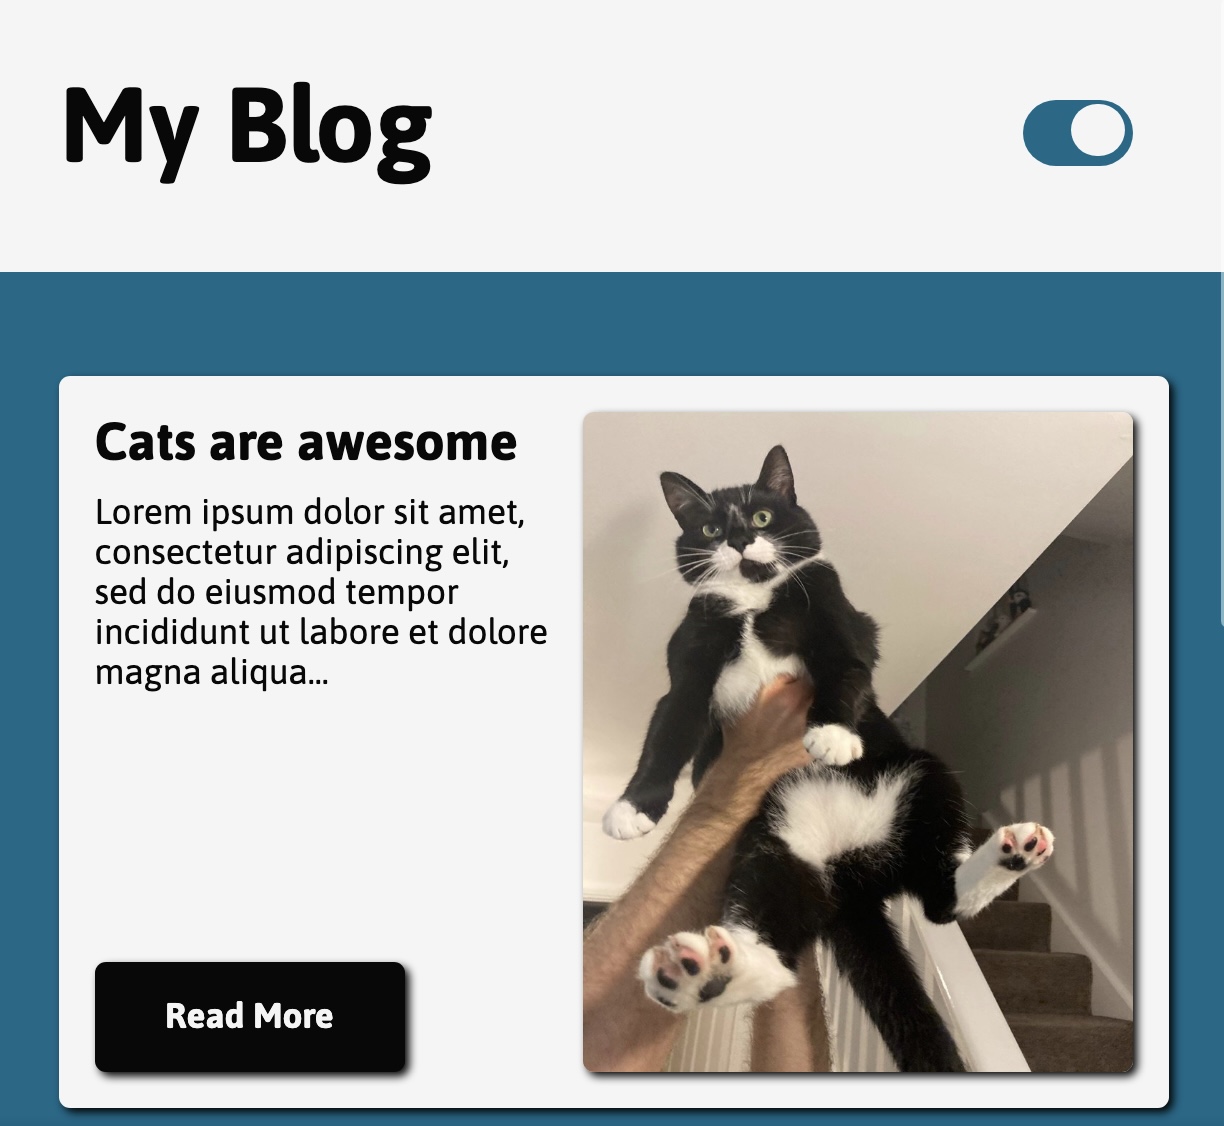 My Blog
Cats are awesome
Lorem ipsum dolor sit amet,
consectetur adipiscing elit,
sed do eiusmod tempor
incididunt ut labore et dolore
magna aliqua...
Read More